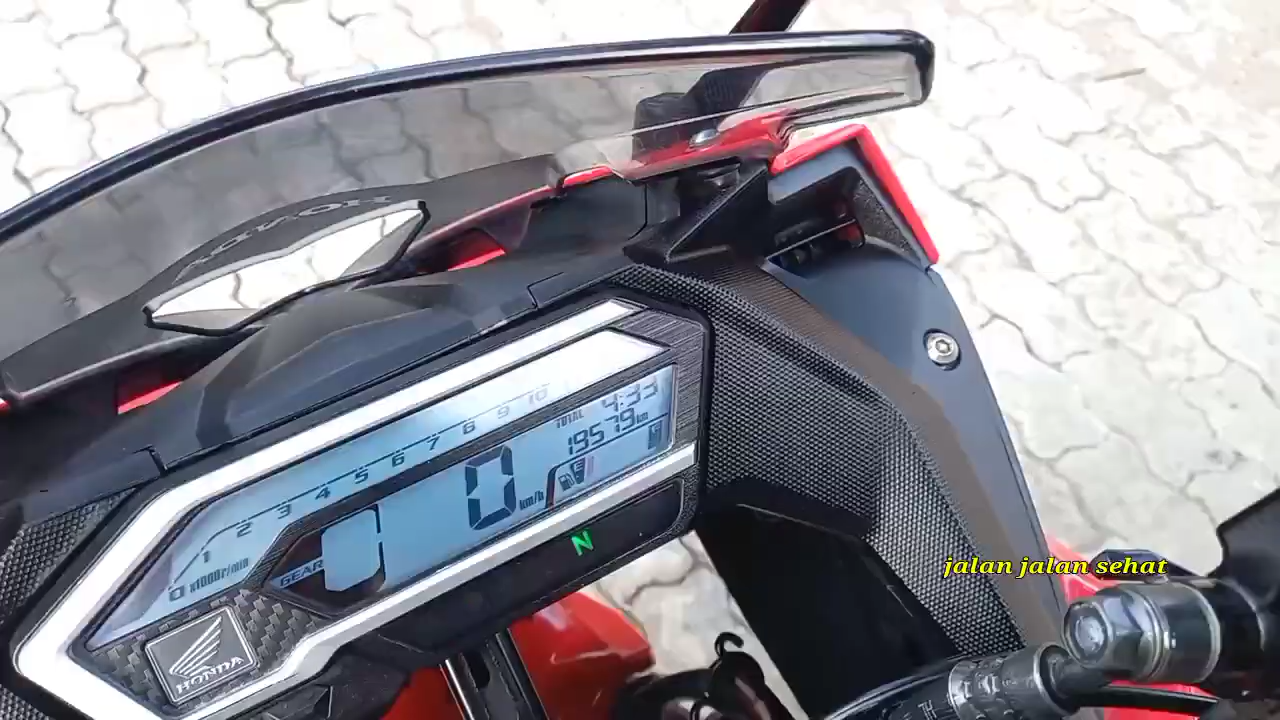 HONDA
0 1 2 3 4 5 6 7 8 9 10
x1000r/min
GEAR
0 km/h
4:33
TOTAL
19579 km
N
HONDA
jalan jalan sehat